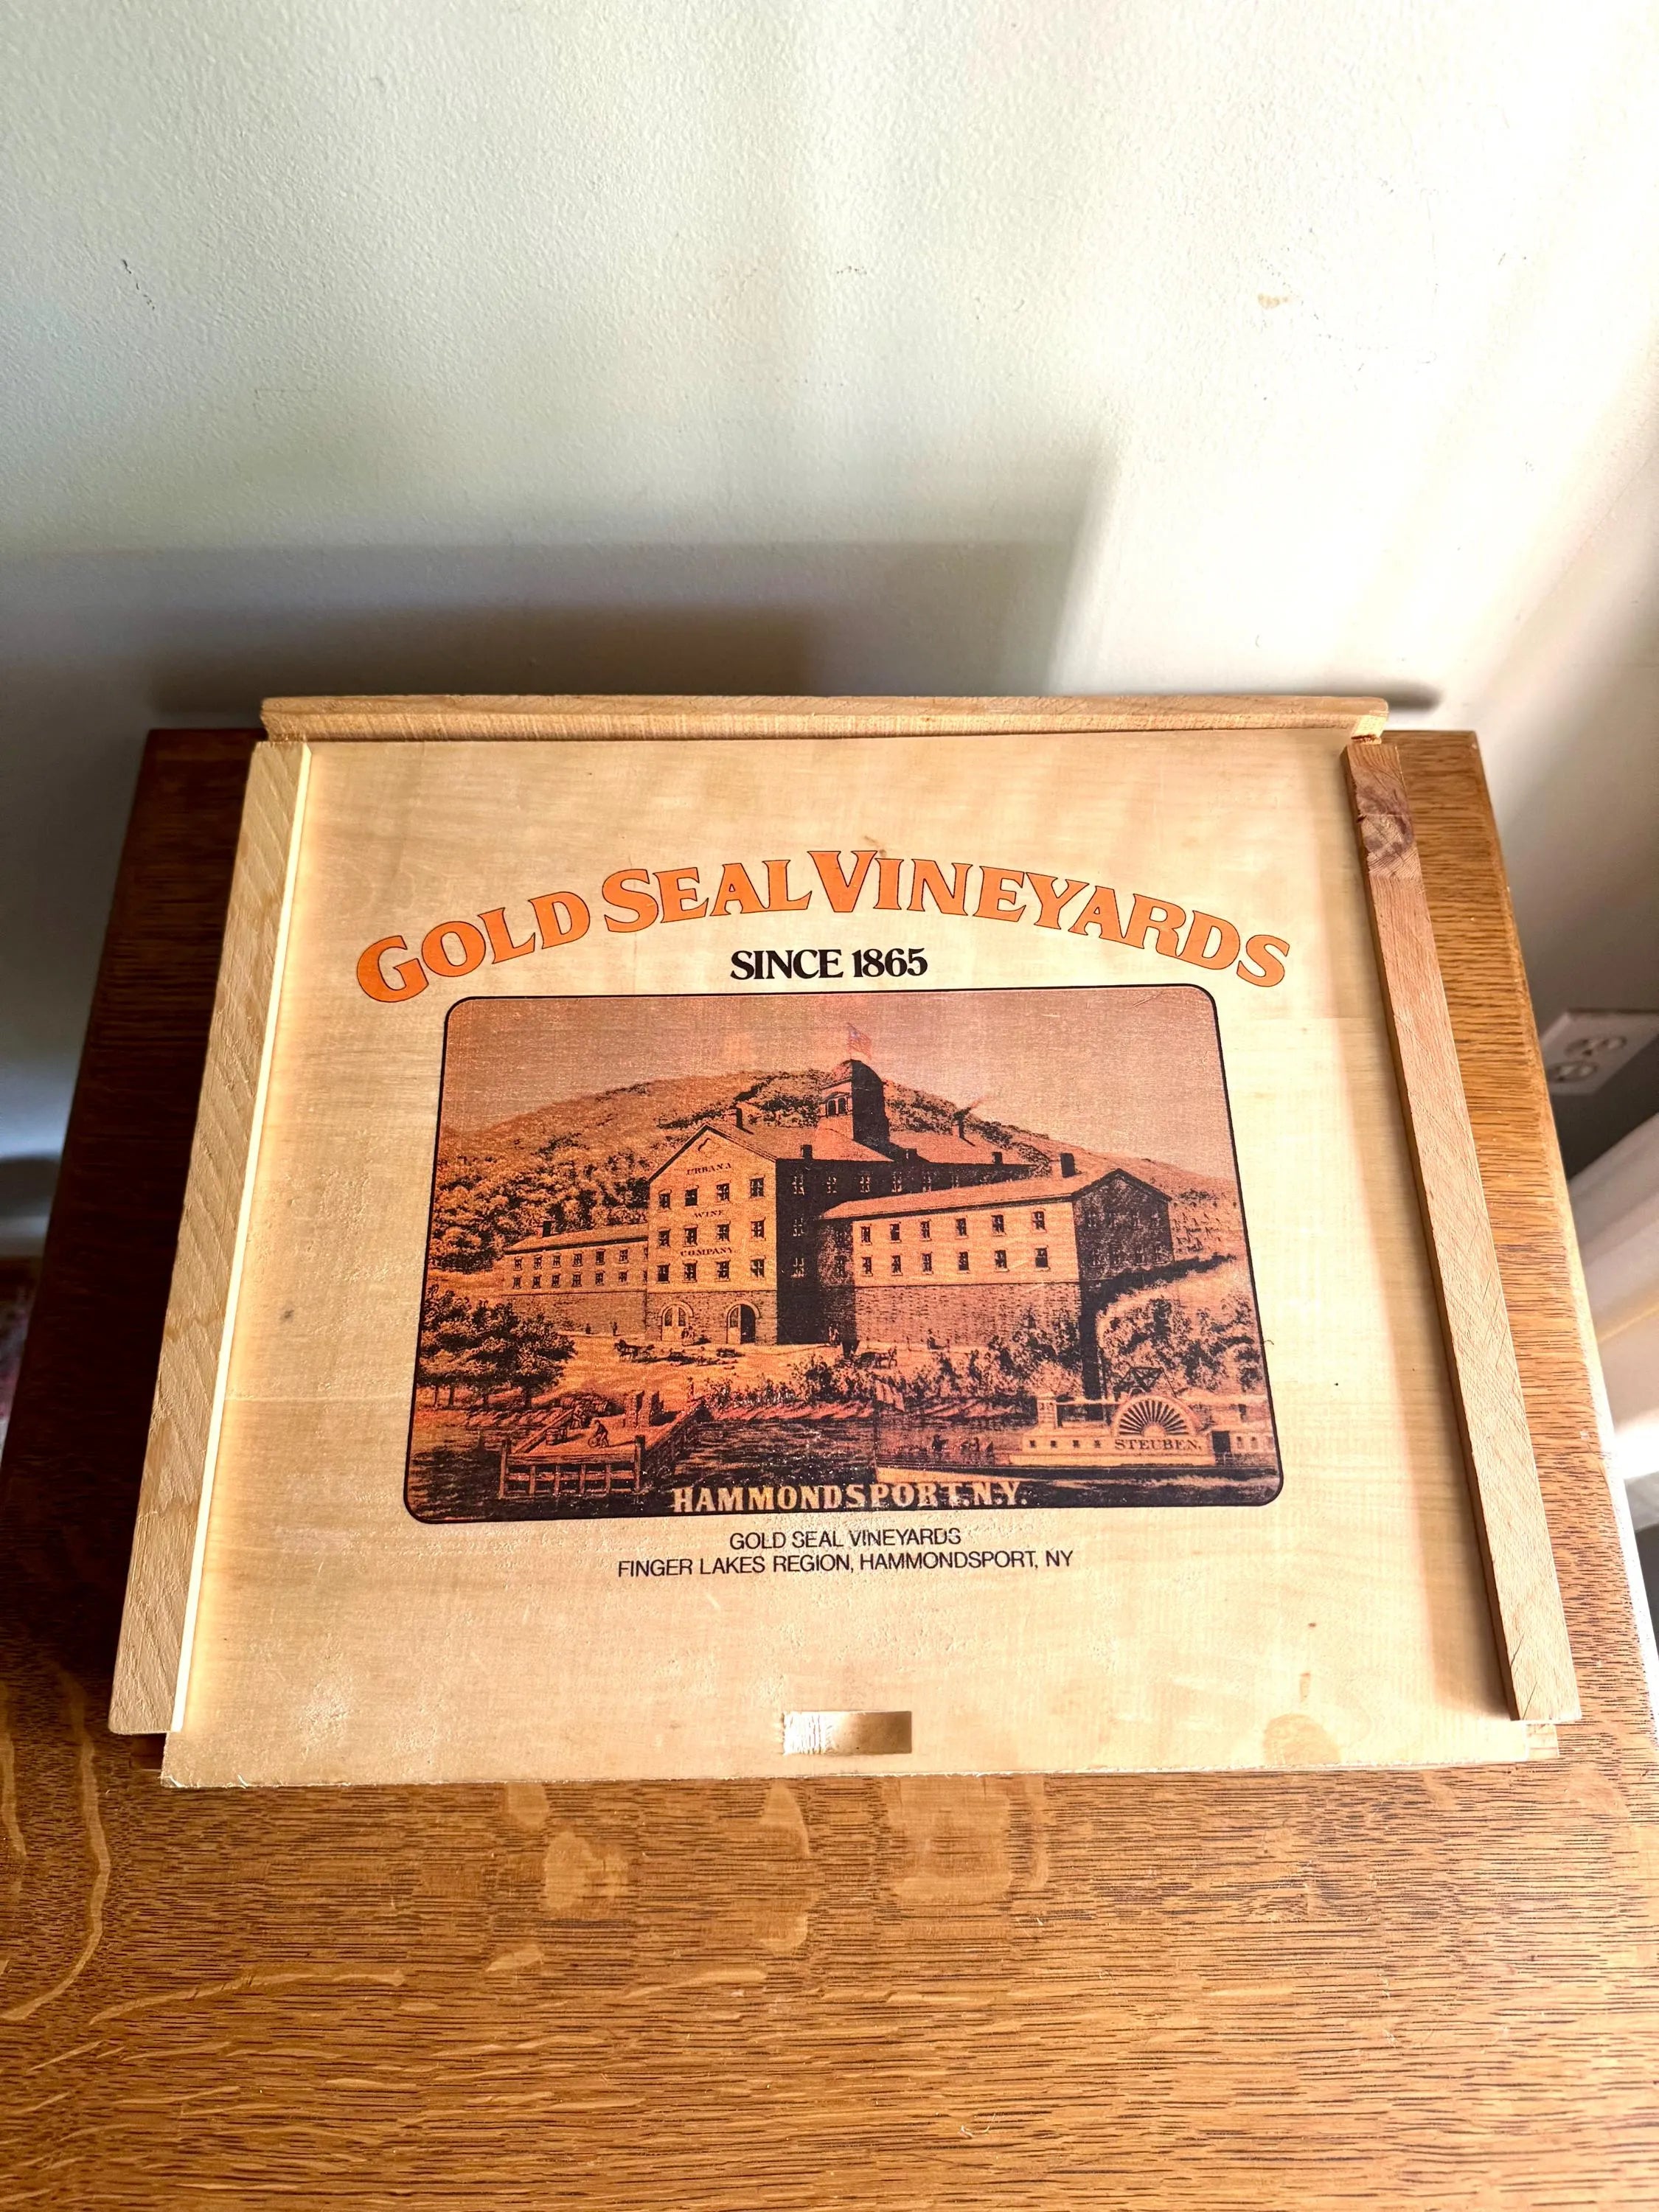 GOLD SEAL VINEYARDS
SINCE 1865
URBANA
WINE
COMPANY
STEUBEN.
HAMMONDSPORT, N.Y.
GOLD SEAL VINEYARDS
FINGER LAKES REGION, HAMMONDSPORT, NY